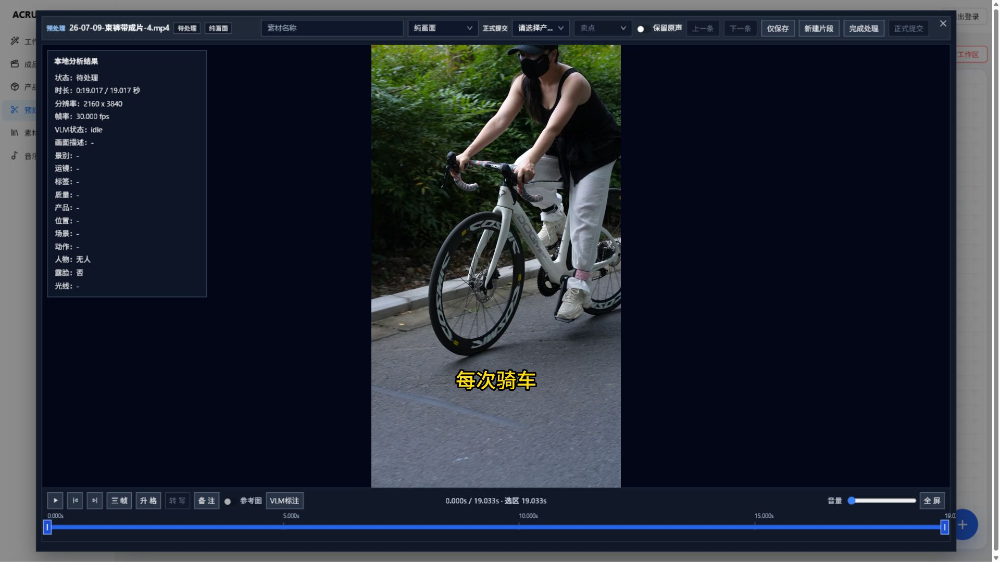 ACRU
出登录
工作
成品
产品
预处
素材
音乐
工作区
预处理 26-07-09-束裤带成片-4.mp4 待处理 纯画面 素材名称 纯画面 正式提交 请选择产... 卖点 保留原声 上一条 下一条 仅保存 新建片段 完成处理 正式提交
本地分析结果
状态：待处理
时长：0:19.017 / 19.017 秒
分辨率：2160 x 3840
帧率：30.000 fps
VLM状态：idle
画面描述：-
景别：-
运镜：-
标签：-
质量：-
产品：-
位置：-
场景：-
动作：-
人物：无人
露脸：否
光线：-
MOST
DOGMA
COSMIC
COSMIC
COSMIC
每次骑车
三帧 升格 转写 备注 参考图 VLM标注 0.000s / 19.033s · 选区 19.033s 音量 全屏
0.000s 5.000s 10.000s 15.000s 19.0